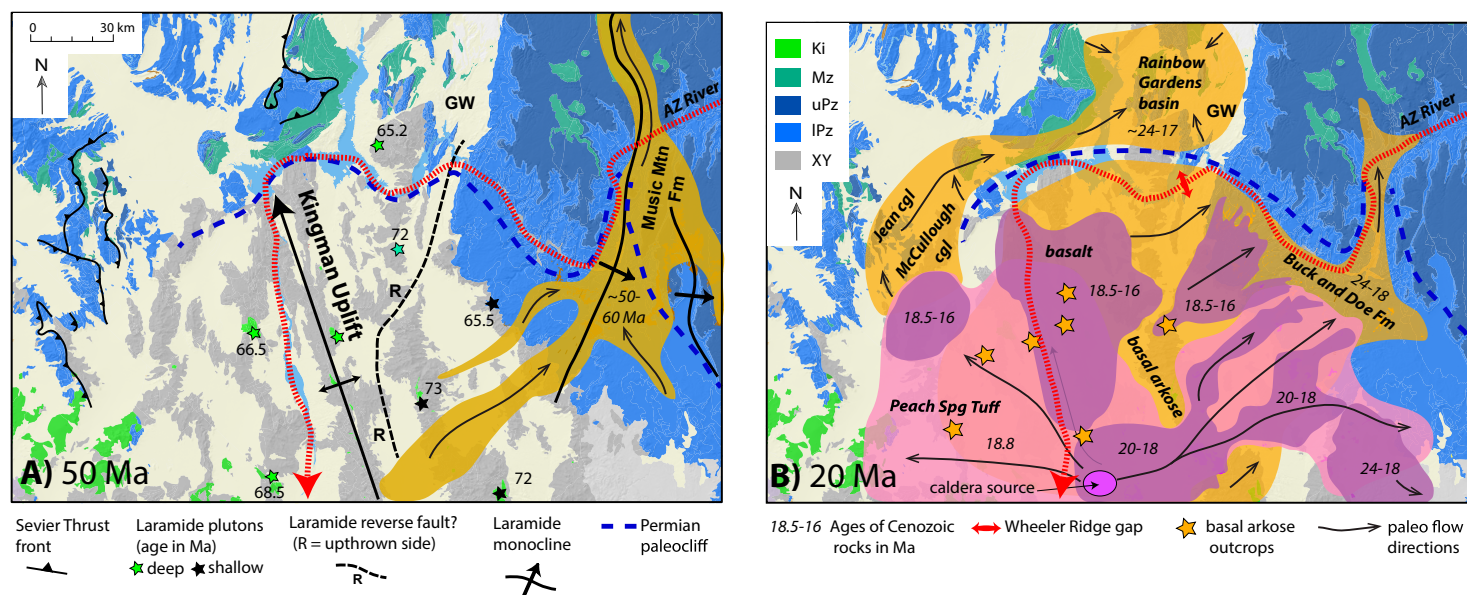 0
30 km
N
GW
65.2
AZ River
Music Mtn
Fm
Kingman Uplift
72
R
~50-
60 Ma
65.5
66.5
73
R
68.5
72
A) 50 Ma
Sevier Thrust
front
Laramide plutons
(age in Ma)
deep
shallow
Laramide reverse fault?
(R = upthrown side)
R
Laramide
monocline
Permian
paleocliff
Ki
Mz
uPz
lPz
XY
N
Rainbow
Gardens
basin
GW
~24-17
AZ River
Jean cgl
McCullough
cgl
basalt
18.5-16
18.5-16
18.5-16
24-18
Buck and Doe Fm
basal arkose
Peach Spg Tuff
18.8
20-18
20-18
24-18
caldera source
B) 20 Ma
18.5-16 Ages of Cenozoic
rocks in Ma
Wheeler Ridge gap
basal arkose
outcrops
paleo flow
directions